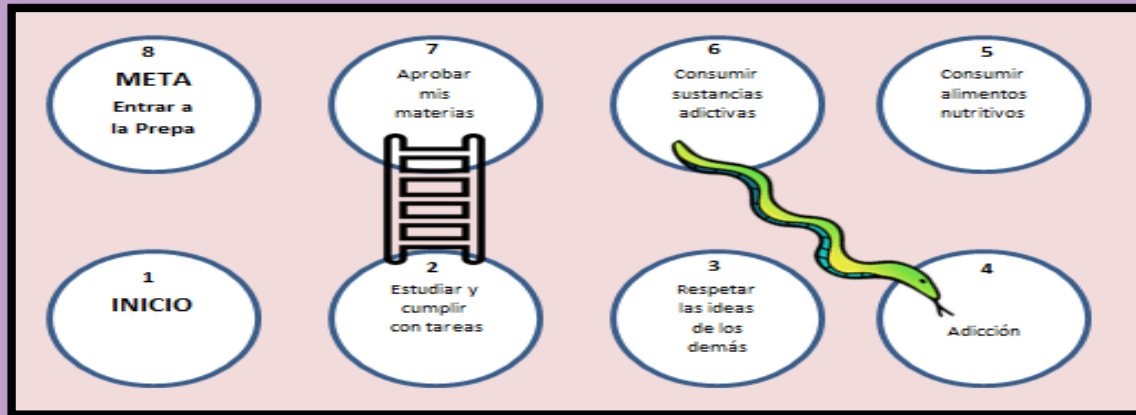 8
META
Entrar a
la Prepa
7
Aprobar
mis
materias
6
Consumir
sustancias
adictivas
5
Consumir
alimentos
nutritivos
1
INICIO
2
Estudiar y
cumplir
con tareas
3
Respetar
las ideas
de los
demás
4
Adicción